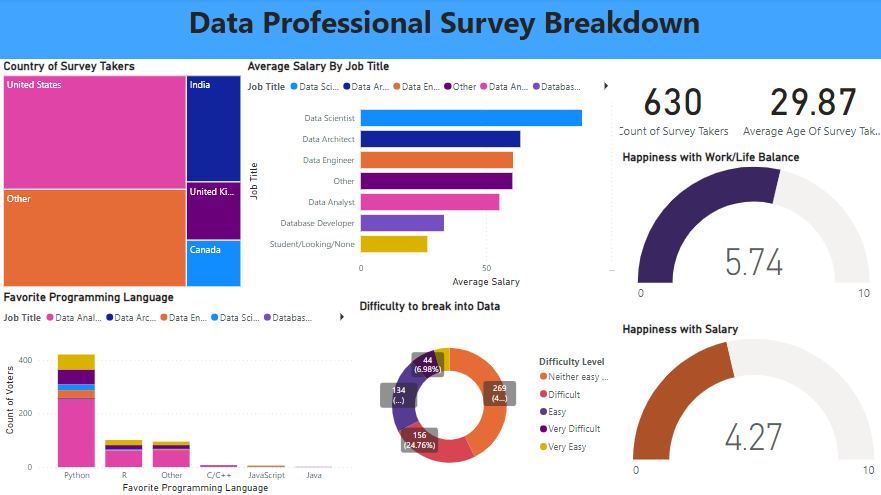 Data Professional Survey Breakdown
Country of Survey Takers
United States
India
Other
United Ki...
Canada
Average Salary By Job Title
Job Title Data Sci... Data Ar... Data En... Other Data An... Databas...
Job Title
Data Scientist
Data Architect
Data Engineer
Other
Data Analyst
Database Developer
Student/Looking/None
0 50
Average Salary
630
Count of Survey Takers
29.87
Average Age Of Survey Tak...
Happiness with Work/Life Balance
5.74
0 10
Favorite Programming Language
Job Title Data Anal... Data Arc... Data En... Data Sci... Databas...
Count of Voters
400
200
0
Python R Other C/C++ JavaScript Java
Favorite Programming Language
Difficulty to break into Data
44
(6.98%)
134
(...)
269
(4...)
156
(24.76%)
Difficulty Level
Neither easy ...
Difficult
Easy
Very Difficult
Very Easy
Happiness with Salary
4.27
0 10